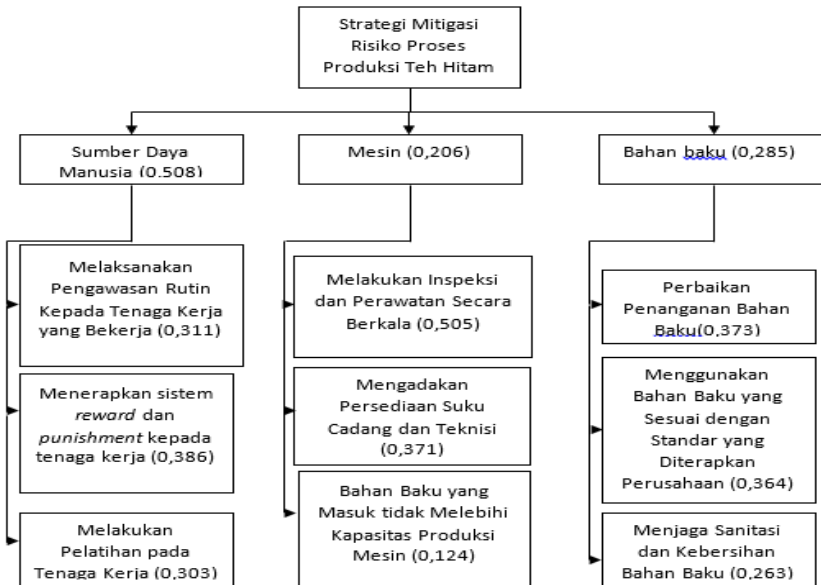 Strategi Mitigasi
Risiko Proses
Produksi Teh Hitam
Sumber Daya
Manusia (0.508)
Mesin (0,206)
Bahan baku (0,285)
Melaksanakan
Pengawasan Rutin
Kepada Tenaga Kerja
yang Bekerja (0,311)
Menerapkan sistem
reward dan
punishment kepada
tenaga kerja (0,386)
Melakukan
Pelatihan pada
Tenaga Kerja (0,303)
Melakukan Inspeksi
dan Perawatan Secara
Berkala (0,505)
Mengadakan
Persediaan Suku
Cadang dan Teknisi
(0,371)
Bahan Baku yang
Masuk tidak Melebihi
Kapasitas Produksi
Mesin (0,124)
Perbaikan
Penanganan Bahan
Baku(0,373)
Menggunakan
Bahan Baku yang
Sesuai dengan
Standar yang
Diterapkan
Perusahaan (0,364)
Menjaga Sanitasi
dan Kebersihan
Bahan Baku (0,263)